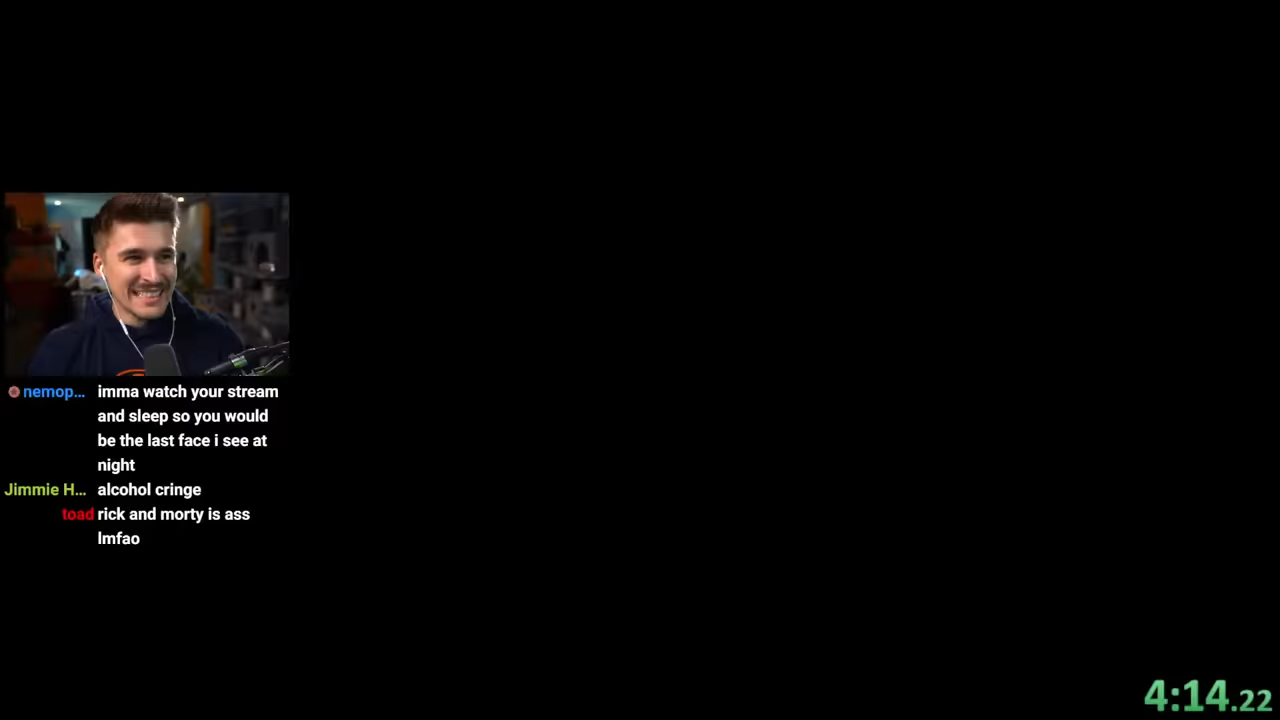 nemop... imma watch your stream
and sleep so you would
be the last face i see at
night
Jimmie H... alcohol cringe
toad rick and morty is ass
lmfao
4:14.22